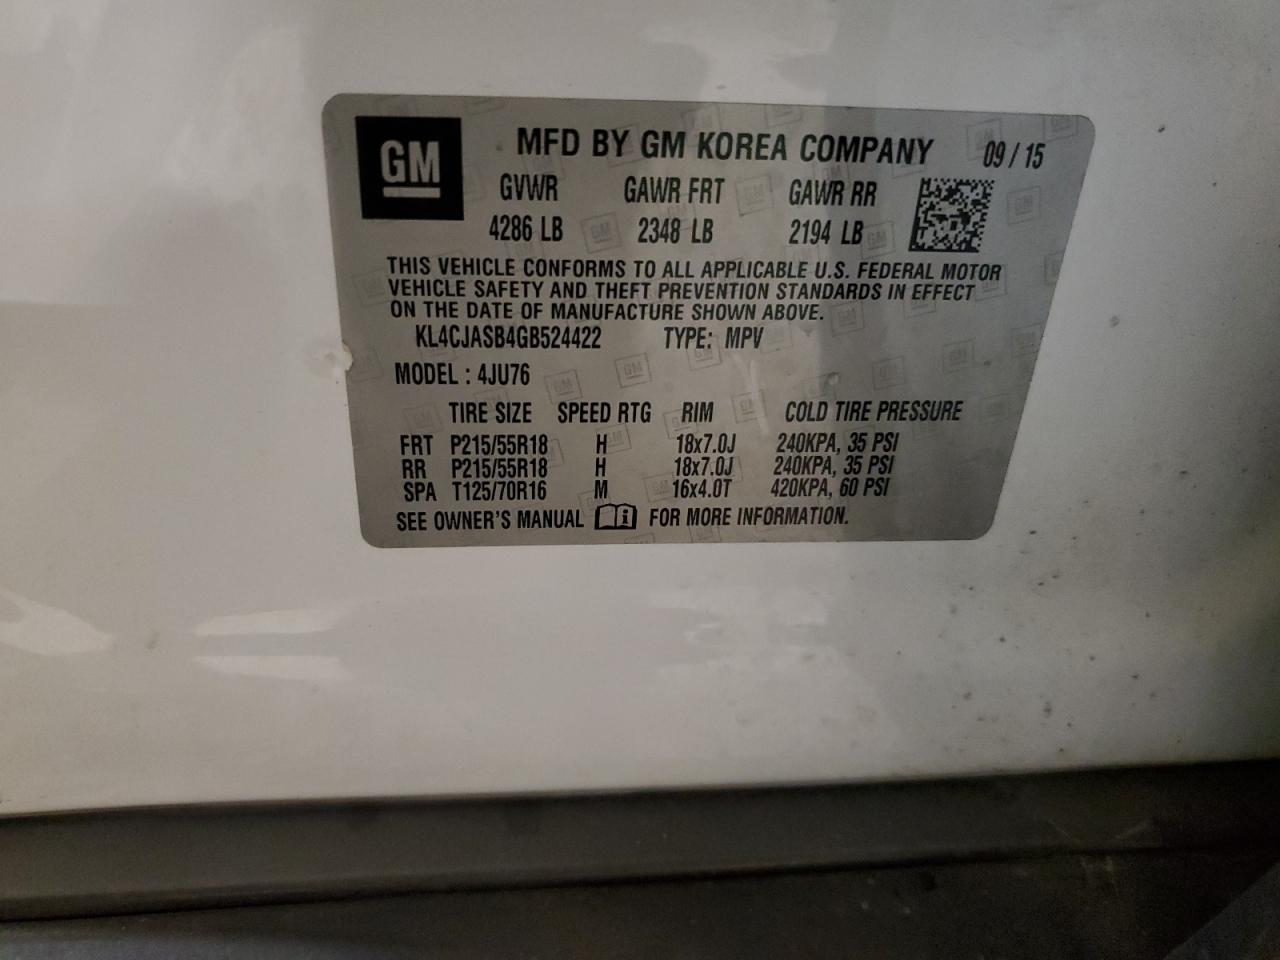 GM MFD BY GM KOREA COMPANY 09 / 15
GVWR GAWR FRT GAWR RR
4286 LB 2348 LB 2194 LB
THIS VEHICLE CONFORMS TO ALL APPLICABLE U.S. FEDERAL MOTOR
VEHICLE SAFETY AND THEFT PREVENTION STANDARDS IN EFFECT
ON THE DATE OF MANUFACTURE SHOWN ABOVE.
KL4CJASB4GB524422 TYPE: MPV
MODEL : 4JU76
TIRE SIZE SPEED RTG RIM COLD TIRE PRESSURE
FRT P215/55R18 H 18x7.0J 240KPA, 35 PSI
RR P215/55R18 H 18x7.0J 240KPA, 35 PSI
SPA T125/70R16 M 16x4.0T 420KPA, 60 PSI
SEE OWNER'S MANUAL i FOR MORE INFORMATION.